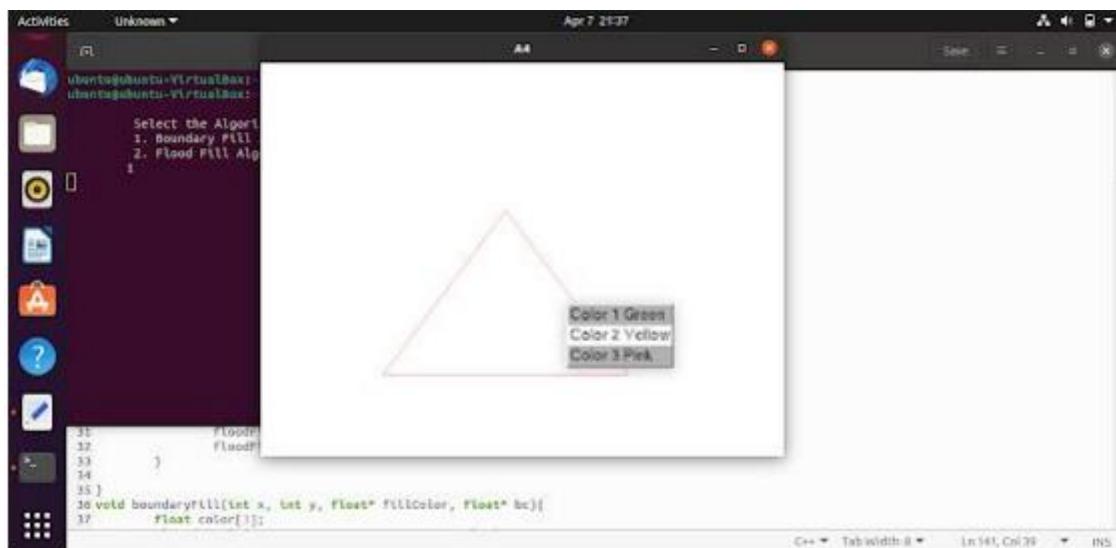 Activities Unknown Apr 7 21:37
A4
Save
ubuntu@ubuntu-VirtualBox:
ubuntu@ubuntu-VirtualBox:
Select the Algori
1. Boundary Fill
2. Flood Fill Alg
1
Color 1 Green
Color 2 Yellow
Color 3 Pink
31 floodF
32 floodF
33 }
34
35 }
36 void boundaryFill(int x, int y, float* fillColor, float* bc){
37 float color[3];
C++ Tab Width: 8 Ln 141, Col 39 INS